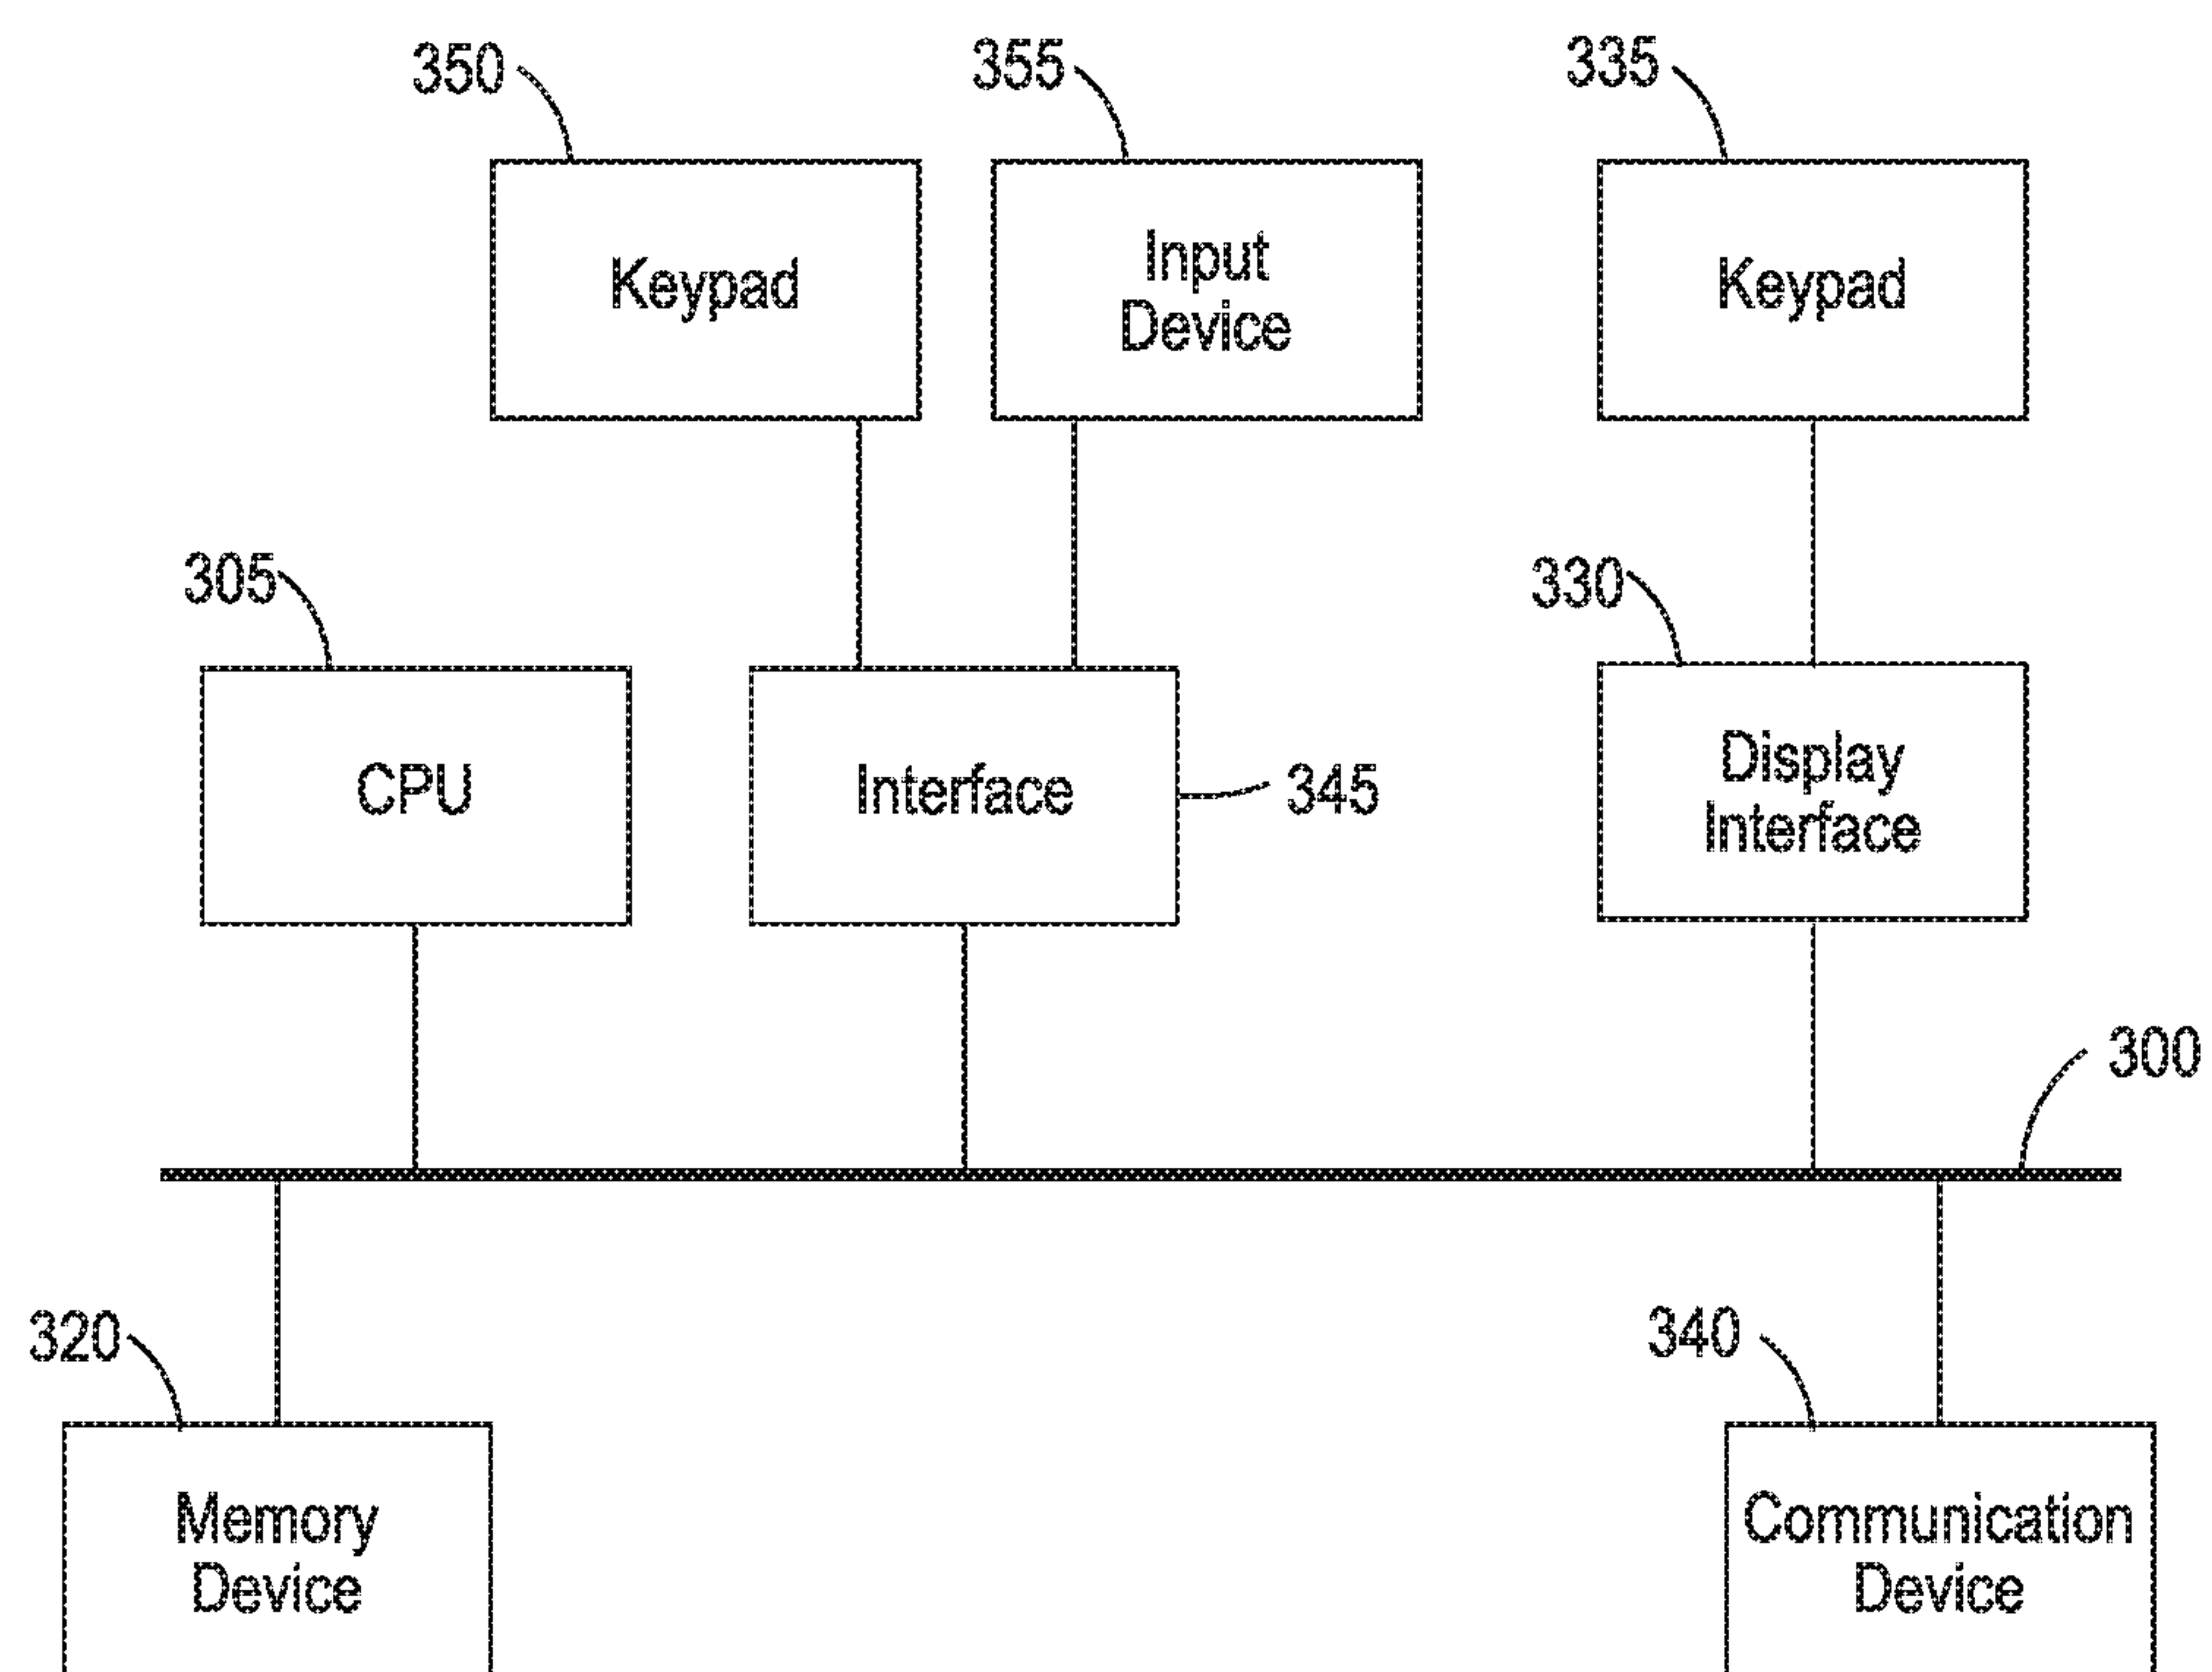 350
355
335
Keypad
Input
Device
Keypad
305
330
CPU
Interface
345
Display
Interface
300
320
340
Memory
Device
Communication
Device